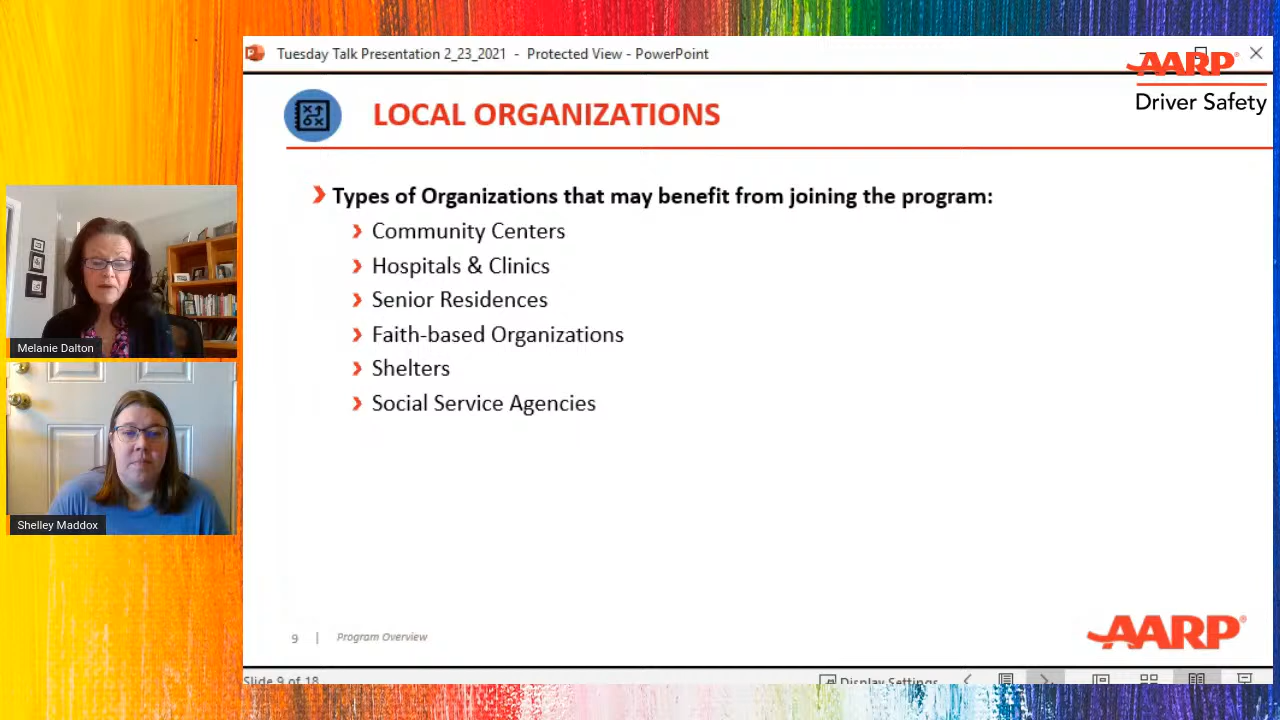 Tuesday Talk Presentation 2_23_2021 - Protected View - PowerPoint
AARP®
Driver Safety
LOCAL ORGANIZATIONS
Types of Organizations that may benefit from joining the program:
Community Centers
Hospitals & Clinics
Senior Residences
Faith-based Organizations
Shelters
Social Service Agencies
Melanie Dalton
Shelley Maddox
9 | Program Overview
AARP®
Slide 9 of 18
Display Settings